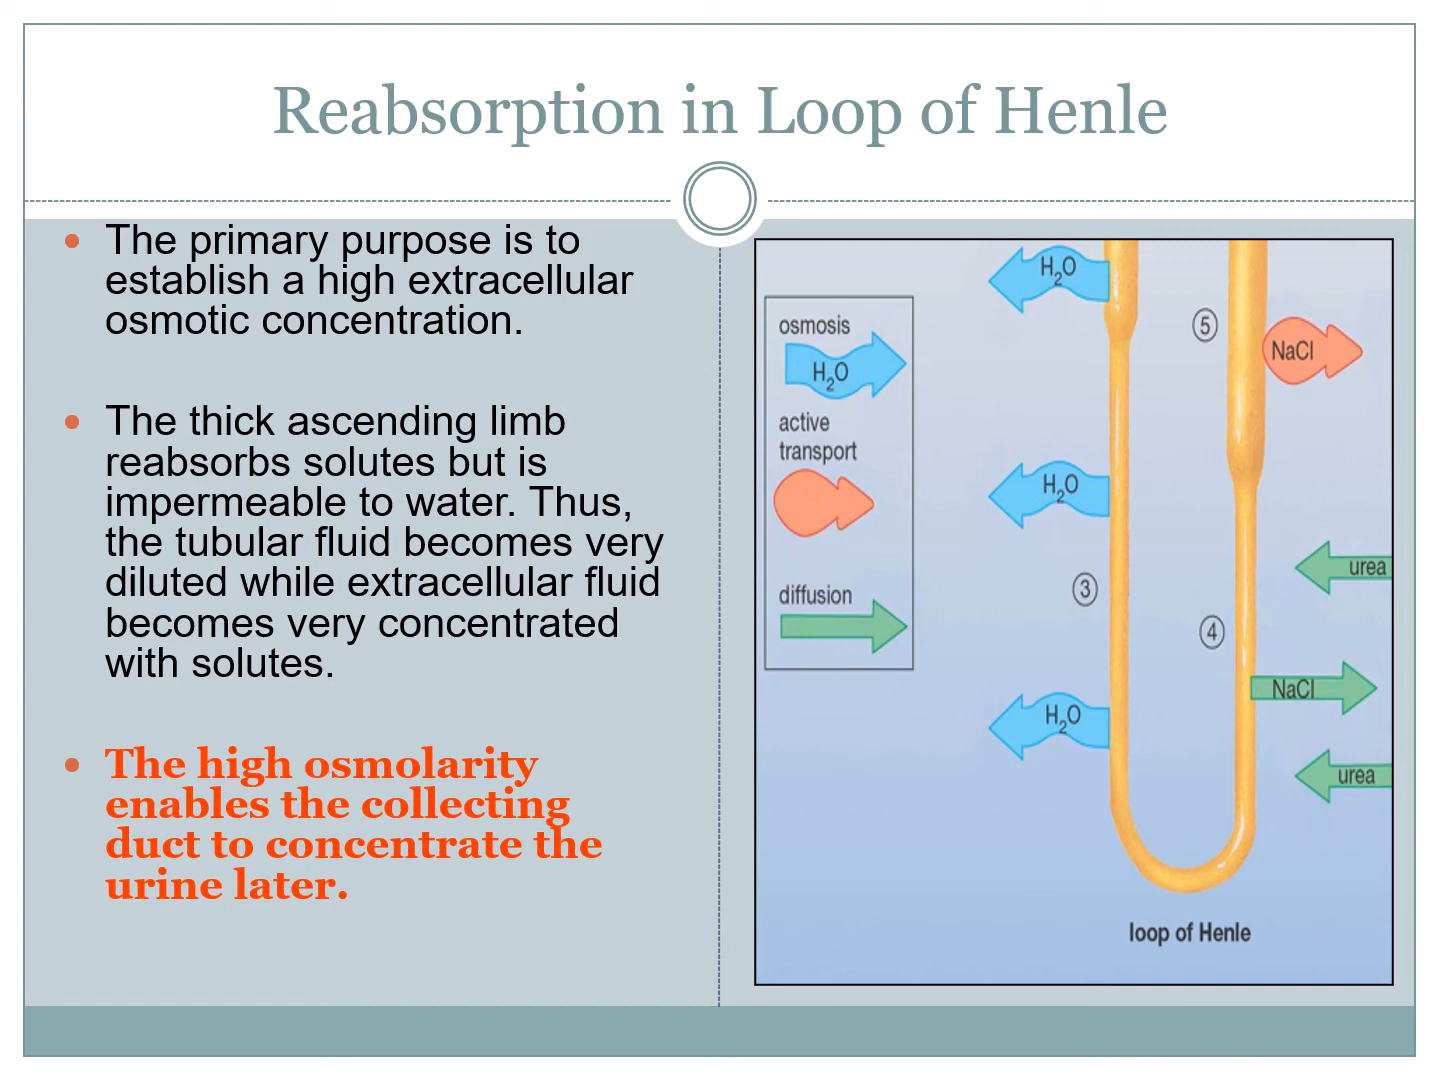 Reabsorption in Loop of Henle
• The primary purpose is to
establish a high extracellular
osmotic concentration.
• The thick ascending limb
reabsorbs solutes but is
impermeable to water. Thus,
the tubular fluid becomes very
diluted while extracellular fluid
becomes very concentrated
with solutes.
• The high osmolarity
enables the collecting
duct to concentrate the
urine later.
osmosis
H₂O
active
transport
diffusion
H₂O
H₂O
H₂O
③
④
⑤
NaCl
urea
NaCl
urea
loop of Henle